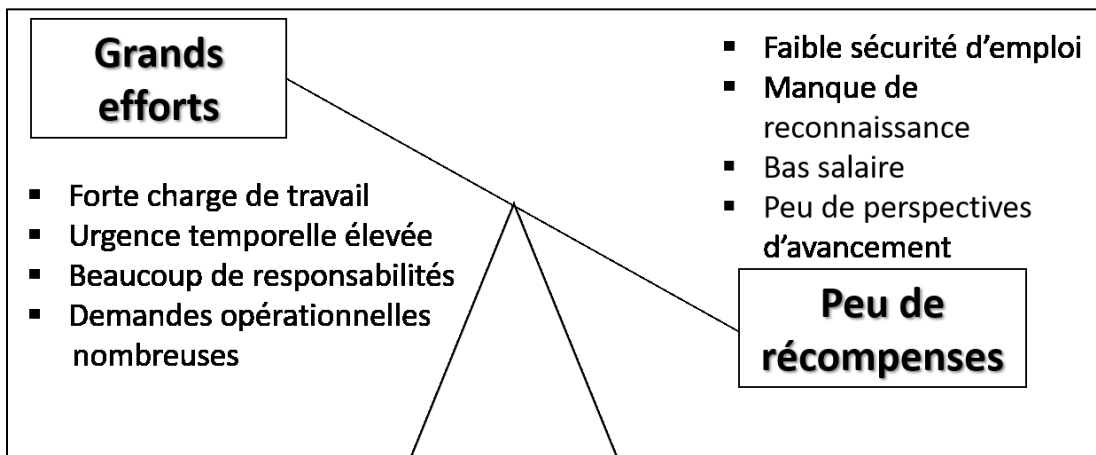 Grands
efforts
▪ Forte charge de travail
▪ Urgence temporelle élevée
▪ Beaucoup de responsabilités
▪ Demandes opérationnelles
nombreuses
▪ Faible sécurité d’emploi
▪ Manque de
reconnaissance
▪ Bas salaire
▪ Peu de perspectives
d’avancement
Peu de
récompenses